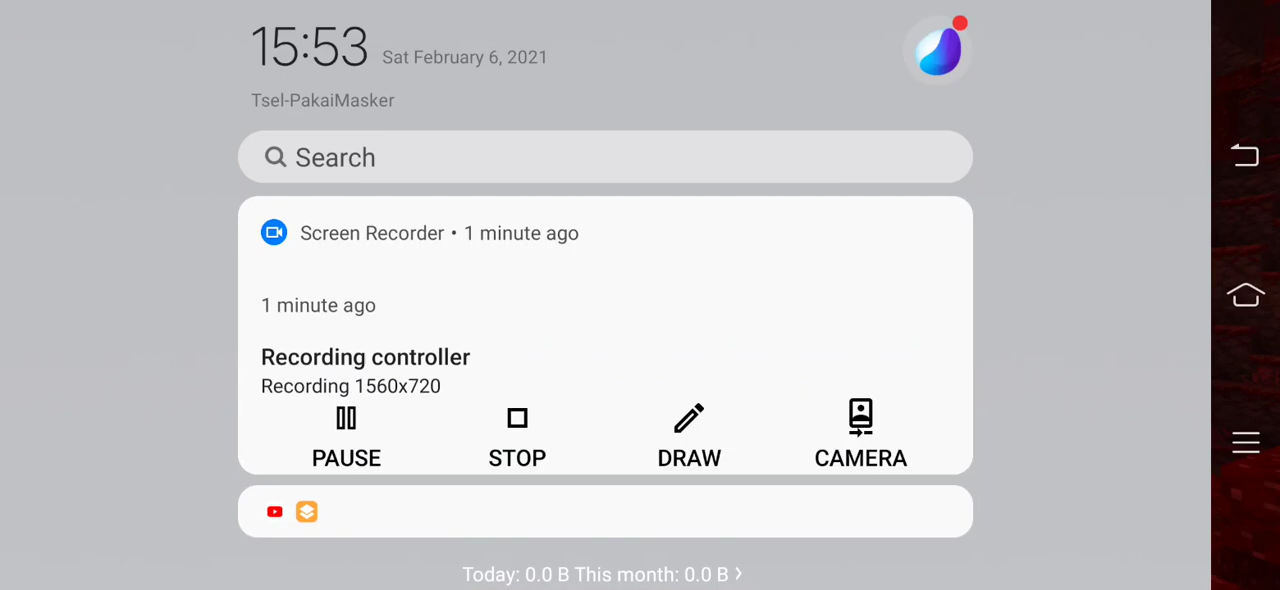 15:53 Sat February 6, 2021
Tsel-PakaiMasker
Search
Screen Recorder • 1 minute ago
1 minute ago
Recording controller
Recording 1560x720
PAUSE STOP DRAW CAMERA
Today: 0.0 B This month: 0.0 B